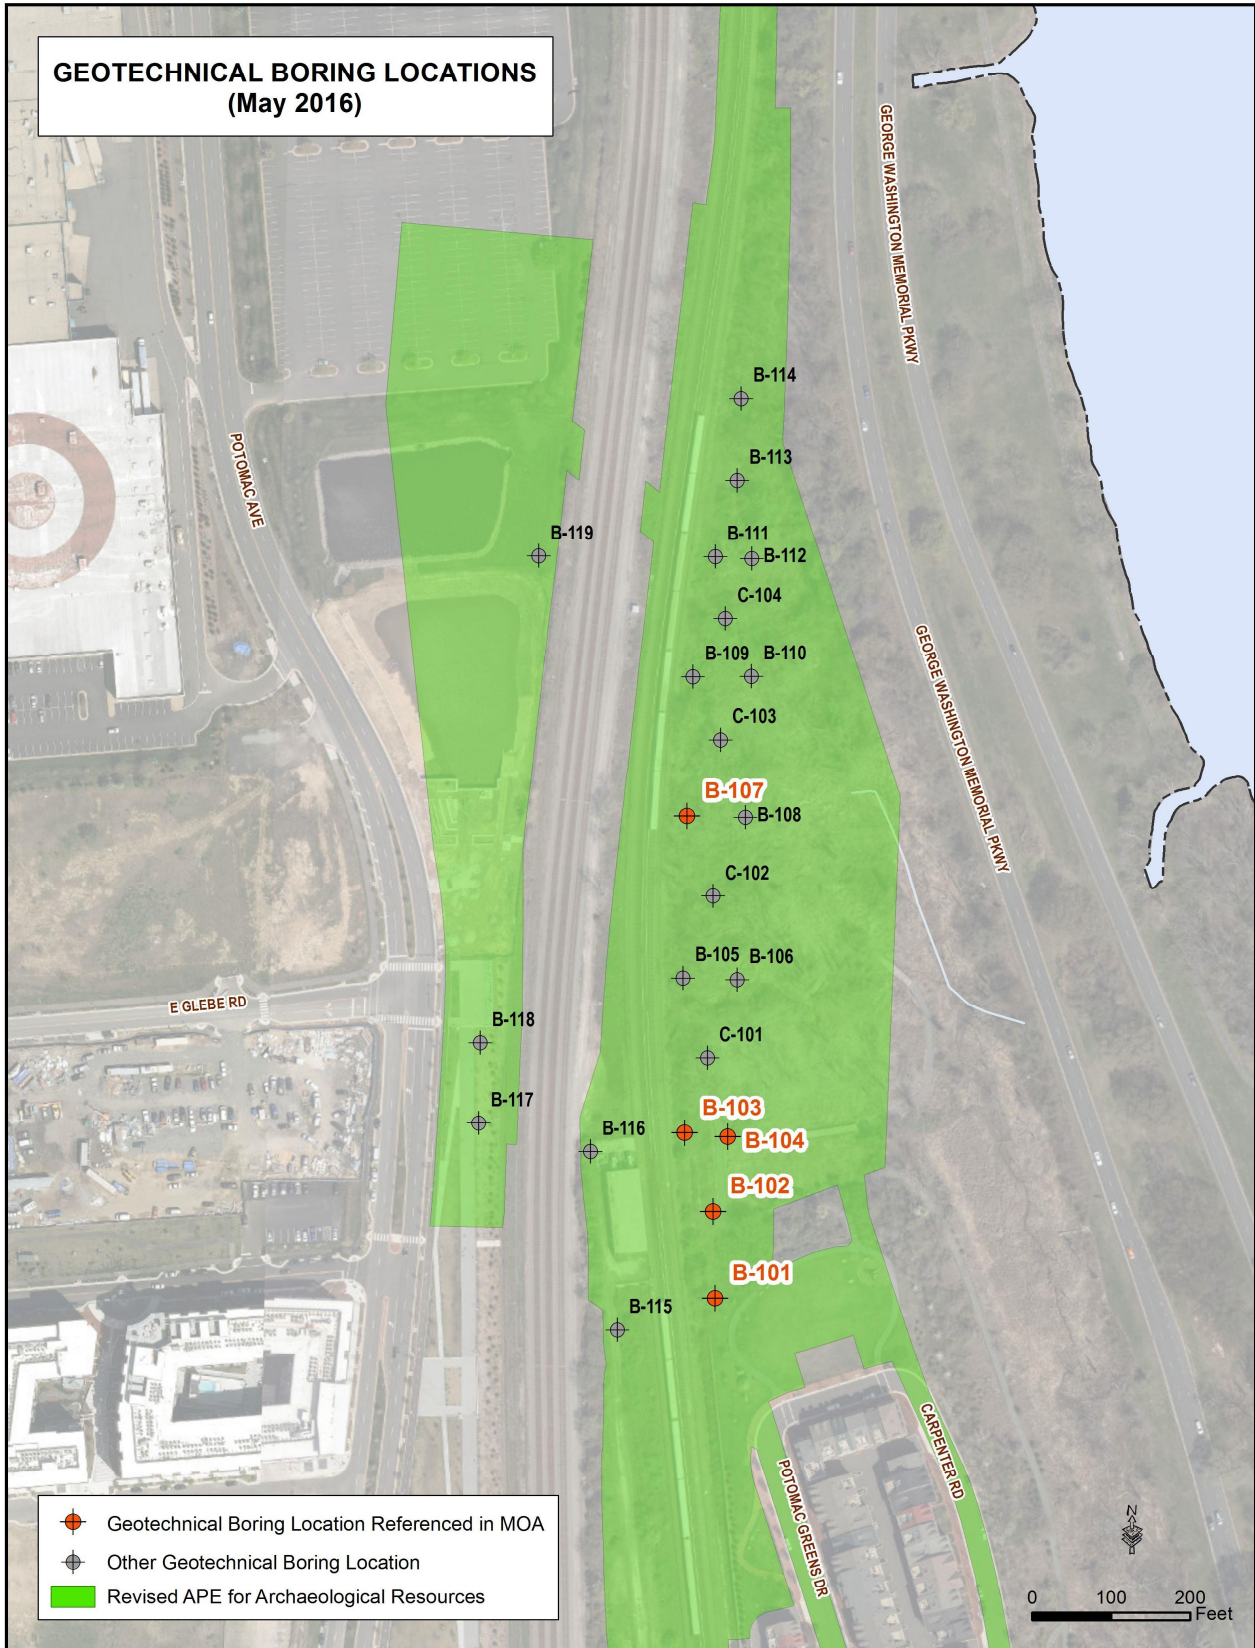 GEOTECHNICAL BORING LOCATIONS
(May 2016)
GEORGE WASHINGTON MEMORIAL PKWY
B-114
POTOMAC AVE
B-113
B-119
B-111
B-112
C-104
GEORGE WASHINGTON MEMORIAL PKWY
B-109
B-110
C-103
B-107
B-108
C-102
B-105
B-106
E GLEBE RD
B-118
C-101
B-117
B-103
B-116
B-104
B-102
B-101
B-115
CARPENTER RD
POTOMAC GREENS DR
Geotechnical Boring Location Referenced in MOA
Other Geotechnical Boring Location
Revised APE for Archaeological Resources
N
0 100 200
Feet